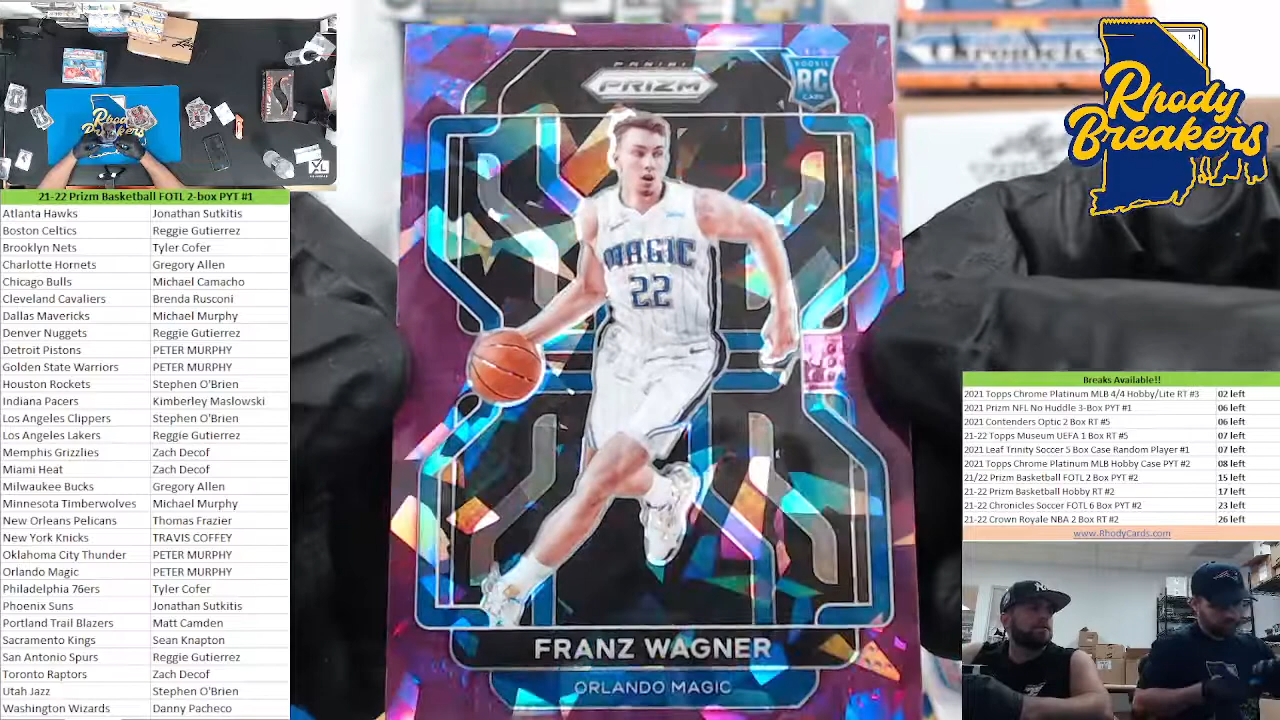 21-22 Prizm Basketball FOTL 2-box PYT #1
Atlanta Hawks Jonathan Sutkitis
Boston Celtics Reggie Gutierrez
Brooklyn Nets Tyler Cofer
Charlotte Hornets Gregory Allen
Chicago Bulls Michael Camacho
Cleveland Cavaliers Brenda Rusconi
Dallas Mavericks Michael Murphy
Denver Nuggets Reggie Gutierrez
Detroit Pistons PETER MURPHY
Golden State Warriors PETER MURPHY
Houston Rockets Stephen O'Brien
Indiana Pacers Kimberley Maslowski
Los Angeles Clippers Stephen O'Brien
Los Angeles Lakers Reggie Gutierrez
Memphis Grizzlies Zach Decof
Miami Heat Zach Decof
Milwaukee Bucks Gregory Allen
Minnesota Timberwolves Michael Murphy
New Orleans Pelicans Thomas Frazier
New York Knicks TRAVIS COFFEY
Oklahoma City Thunder PETER MURPHY
Orlando Magic PETER MURPHY
Philadelphia 76ers Tyler Cofer
Phoenix Suns Jonathan Sutkitis
Portland Trail Blazers Matt Camden
Sacramento Kings Sean Knapton
San Antonio Spurs Reggie Gutierrez
Toronto Raptors Zach Decof
Utah Jazz Stephen O'Brien
Washington Wizards Danny Pacheco
PANINI
PRIZM
ROOKIE
RC
CARD
MAGIC
22
FRANZ WAGNER
ORLANDO MAGIC
Chronicles
1/1
Rhody
Breakers
Breaks Available!!
2021 Topps Chrome Platinum MLB 4/4 Hobby/Lite RT #3 02 left
2021 Prizm NFL No Huddle 3-Box PYT #1 06 left
2021 Contenders Optic 2 Box RT #5 06 left
21-22 Topps Museum UEFA 1 Box RT #5 07 left
2021 Leaf Trinity Soccer 5 Box Case Random Player #1 07 left
2021 Topps Chrome Platinum MLB Hobby Case PYT #2 08 left
21/22 Prizm Basketball FOTL 2 Box PYT #2 15 left
21-22 Prizm Basketball Hobby RT #2 17 left
21-22 Chronicles Soccer FOTL 6 Box PYT #2 23 left
21-22 Crown Royale NBA 2 Box RT #2 26 left
www.RhodyCards.com